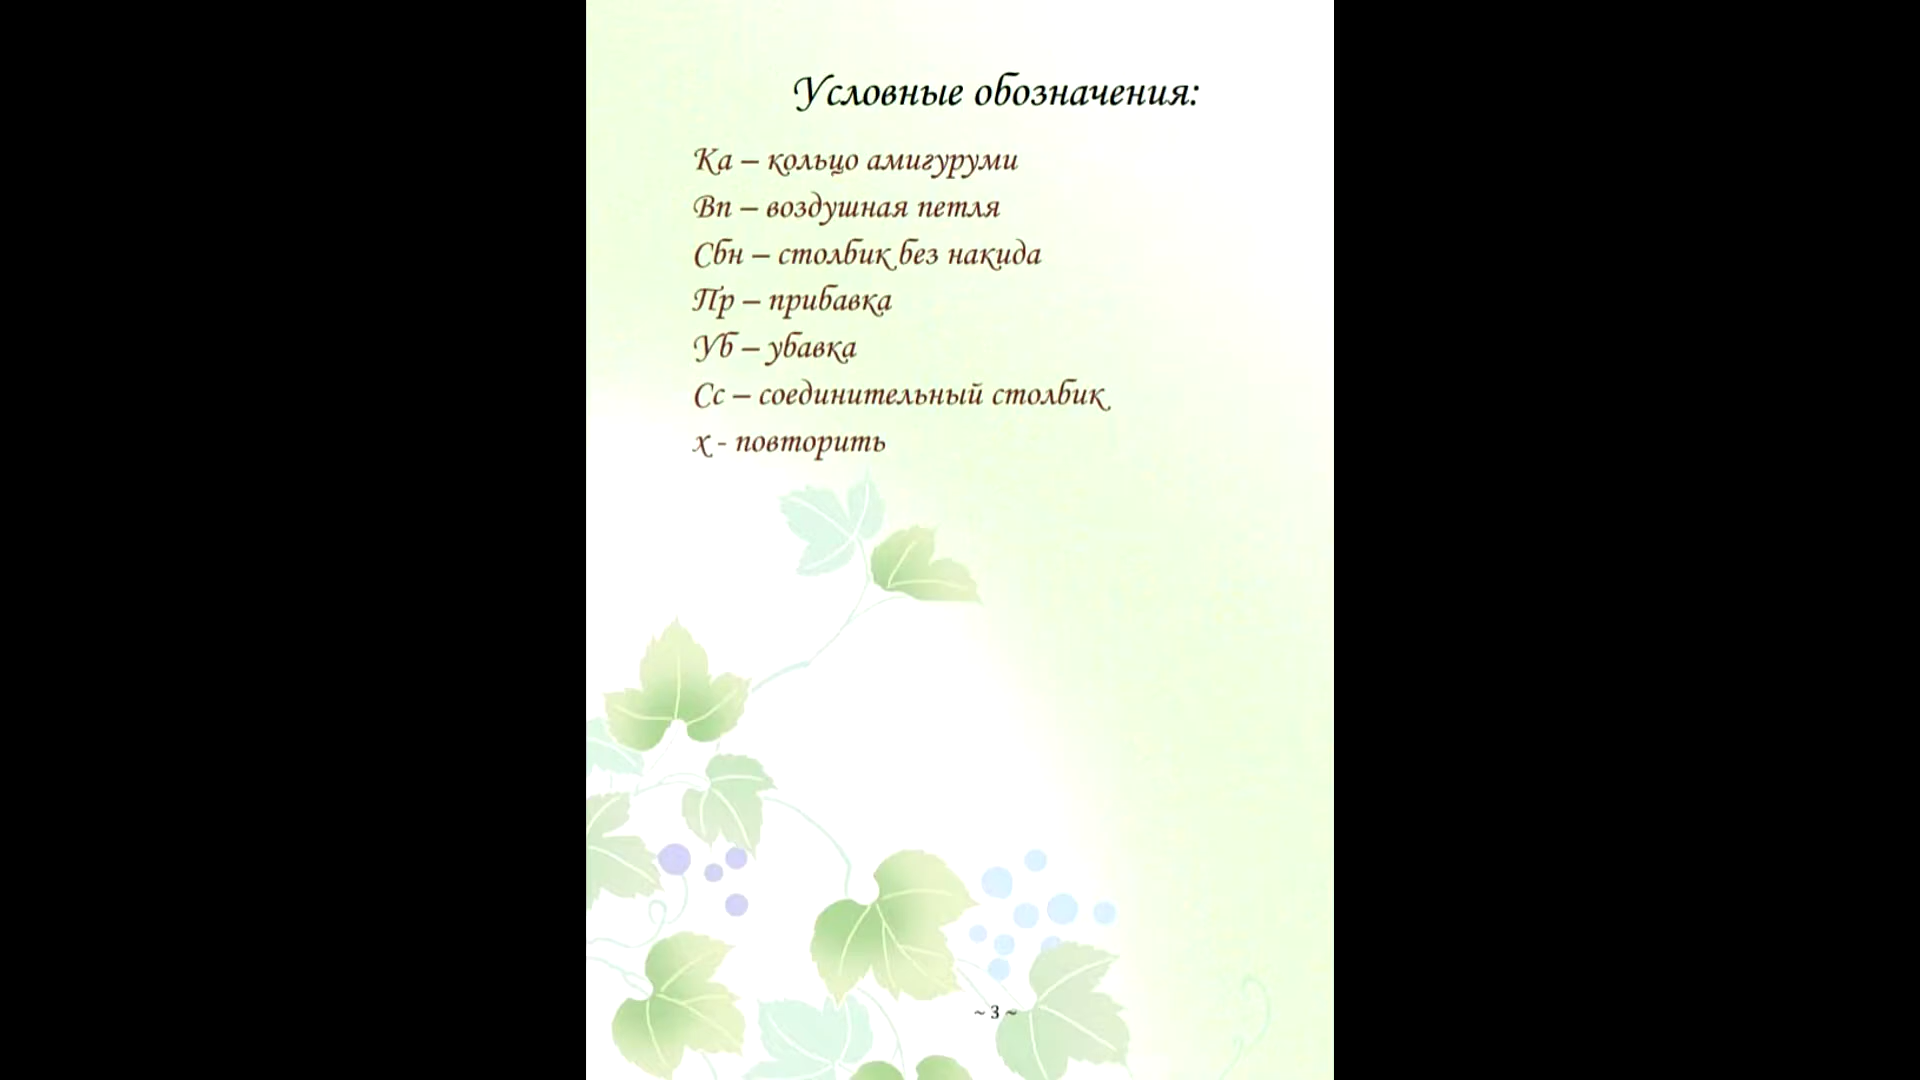 Условные обозначения:
Ка – кольцо амигуруми
Вп – воздушная петля
Сбн – столбик без накида
Пр – прибавка
Уб – убавка
Сс – соединительный столбик
х - повторить
~ 3 ~